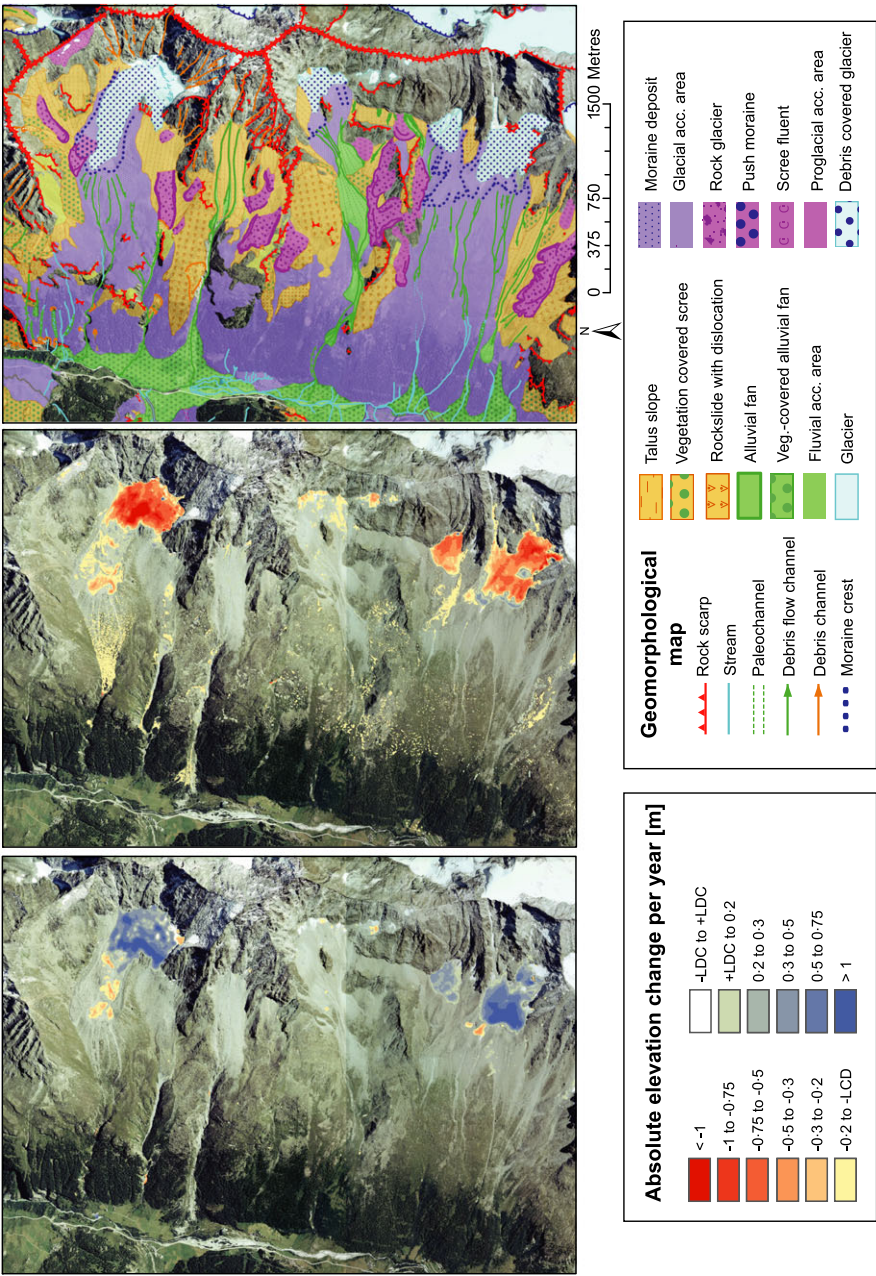 N
0 375 750 1500 Metres
Absolute elevation change per year [m]
< -1
-1 to -0·75
-0·75 to -0·5
-0·5 to -0·3
-0·3 to -0·2
-0·2 to -LCD
-LDC to +LDC
+LDC to 0·2
0·2 to 0·3
0·3 to 0·5
0·5 to 0·75
> 1
Geomorphological
map
Rock scarp
Stream
Paleochannel
Debris flow channel
Debris channel
Moraine crest
Talus slope
Vegetation covered scree
Rockslide with dislocation
Alluvial fan
Veg.-covered alluvial fan
Fluvial acc. area
Glacier
Moraine deposit
Glacial acc. area
Rock glacier
Push moraine
Scree fluent
Proglacial acc. area
Debris covered glacier